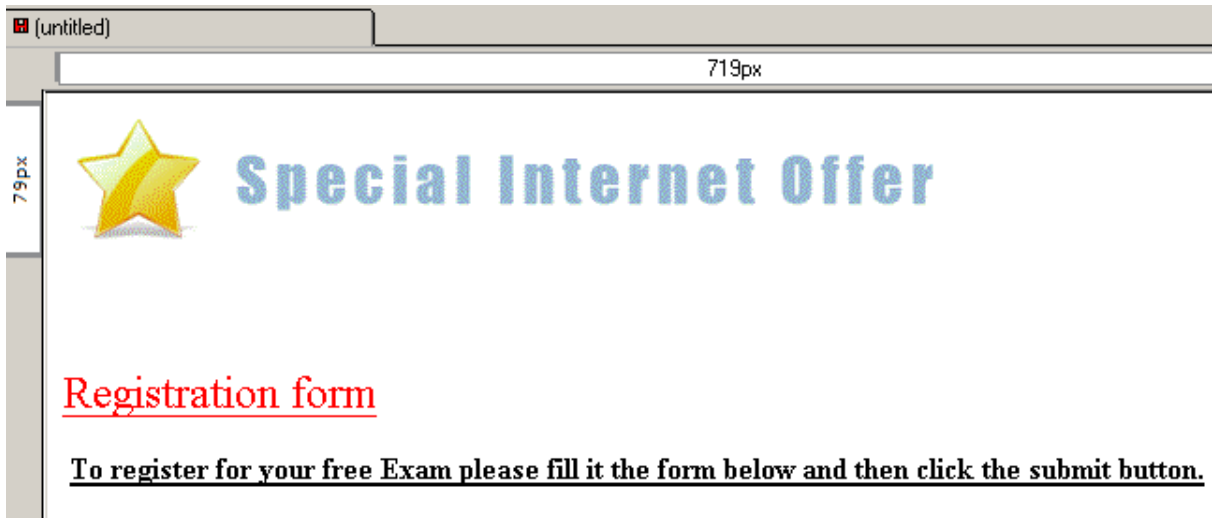 (untitled)
719px
79px
Special Internet Offer
Registration form
To register for your free Exam please fill it the form below and then click the submit button.